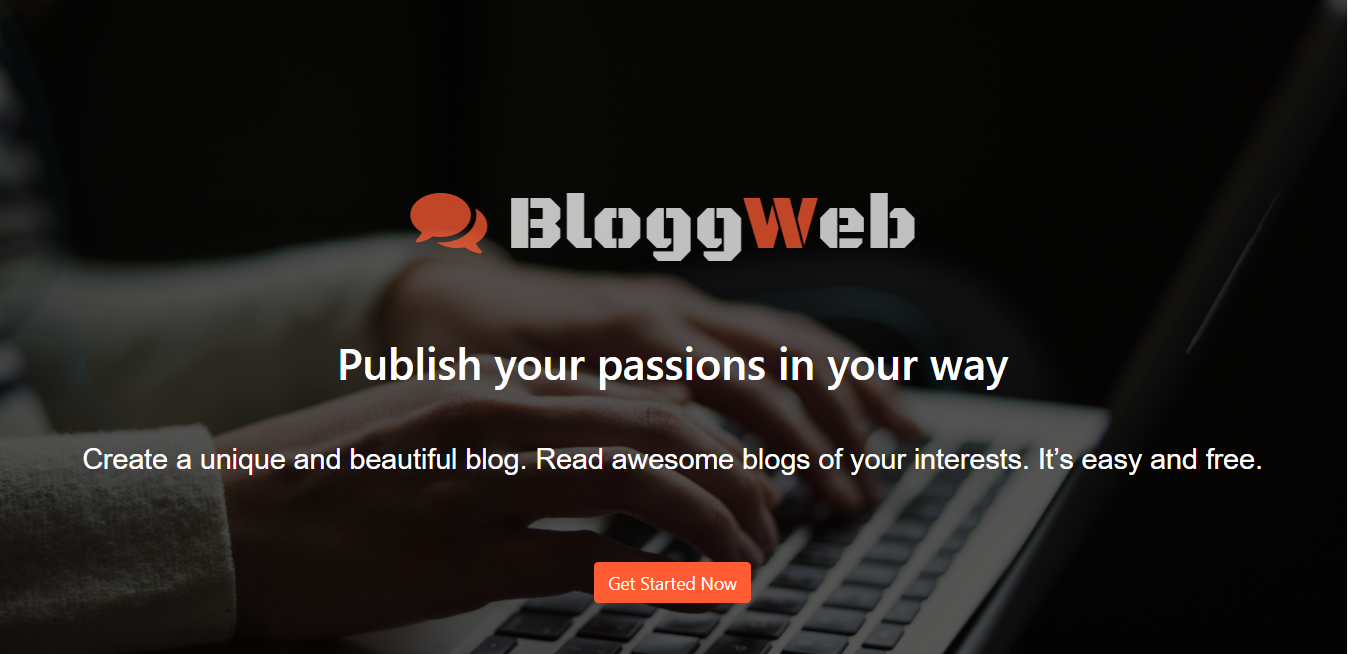 BloggWeb
Publish your passions in your way
Create a unique and beautiful blog. Read awesome blogs of your interests. It’s easy and free.
Get Started Now